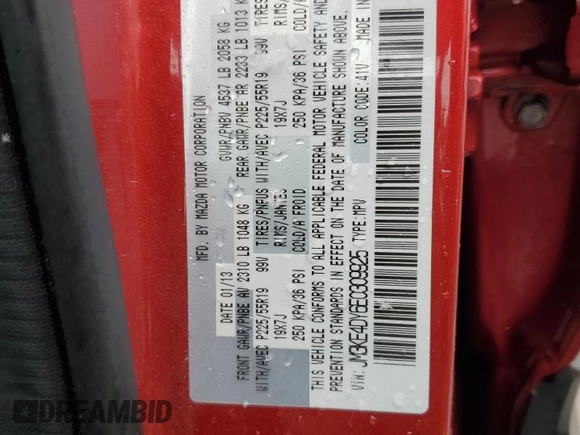 MFD. BY MAZDA MOTOR CORPORATION
DATE 01/13 GVWR/PNBV 4537 LB 2058 KG
FRONT GAWR/PNBE AV 2310 LB 1048 KG REAR GAWR/PNBE AR 2233 LB 1013 K
WITH/AVEC P225/55R19 99V TIRES/PNEUS WITH/AVEC P225/55R19 99V TIRES
19X7J RIMS/JANTES 19X7J RIMS
250 KPA/36 PSI COLD/A FROID 250 KPA/36 PSI COLD/
THIS VEHICLE CONFORMS TO ALL APPLICABLE FEDERAL MOTOR VEHICLE SAFETY AND
PREVENTION STANDARDS IN EFFECT ON THE DATE OF MANUFACTURE SHOWN ABOVE.
VIN: JM3KE4DY6E0309925 TYPE: MPV COLOR CODE: 41V IN
DREAMBID